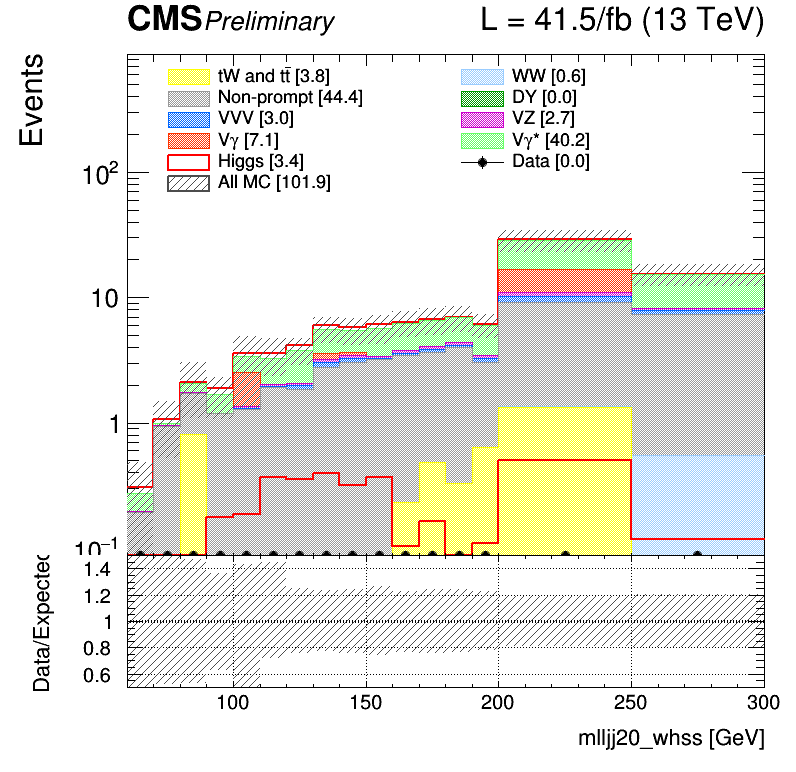 CMS Preliminary L = 41.5/fb (13 TeV)
Events
tW and tt̄ [3.8]
Non-prompt [44.4]
VVV [3.0]
Vγ [7.1]
Higgs [3.4]
All MC [101.9]
WW [0.6]
DY [0.0]
VZ [2.7]
Vγ* [40.2]
Data [0.0]
10²
10
1
10⁻¹
Data/Expected
1.4
1.2
1
0.8
0.6
100 150 200 250 300
mlljj20_whss [GeV]